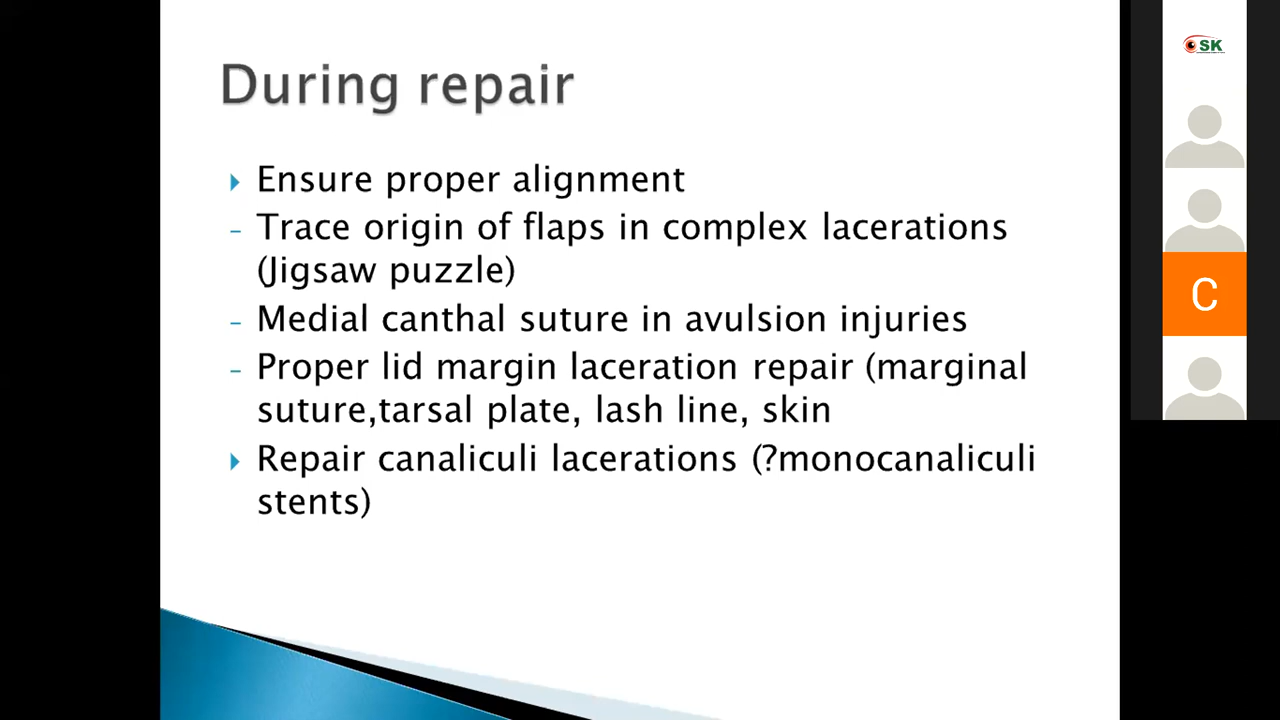 During repair
Ensure proper alignment
- Trace origin of flaps in complex lacerations
(Jigsaw puzzle)
- Medial canthal suture in avulsion injuries
- Proper lid margin laceration repair (marginal
suture,tarsal plate, lash line, skin
Repair canaliculi lacerations (?monocanaliculi
stents)
SK
C